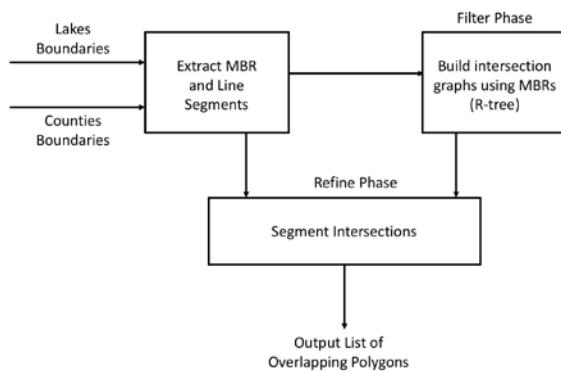 Lakes
Boundaries
Counties
Boundaries
Extract MBR
and Line
Segments
Filter Phase
Build intersection
graphs using MBRs
(R-tree)
Refine Phase
Segment Intersections
Output List of
Overlapping Polygons